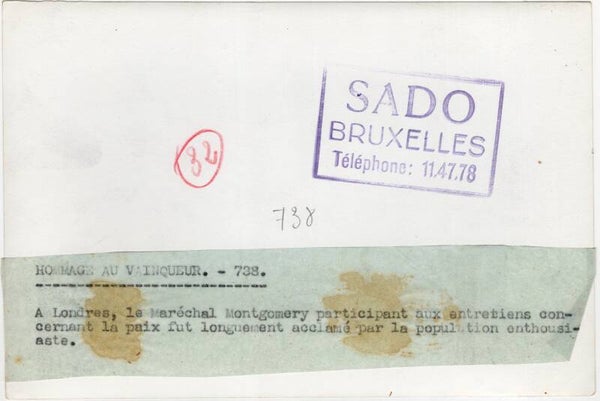 SADO
BRUXELLES
Téléphone: 11.47.78
82
738
HOMMAGE AU VAINQUEUR. - 738.
A Londres, le Maréchal Montgomery participant aux entretiens con-
cernant la paix fut longuement acclamé par la population enthousi-
aste.